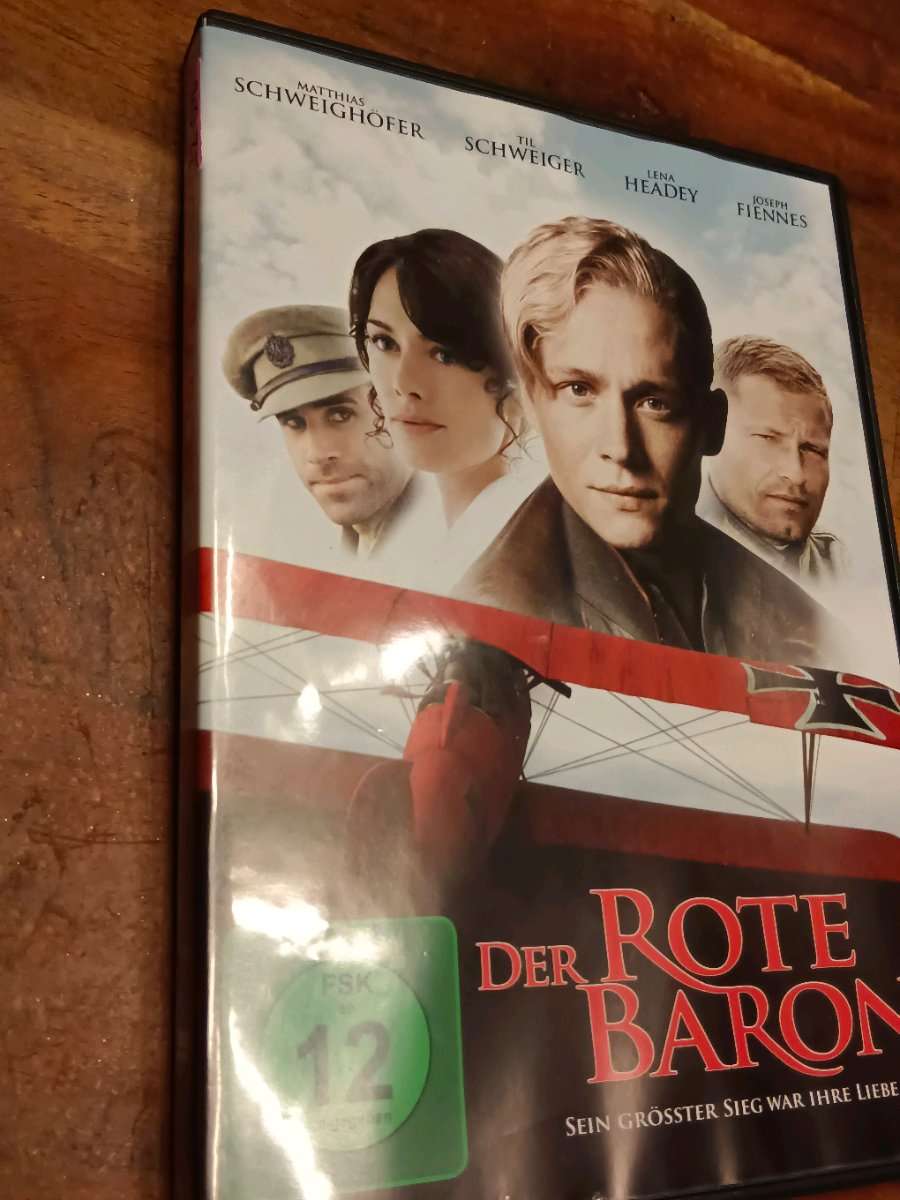 MATTHIAS
SCHWEIGHÖFER
TIL
SCHWEIGER
LENA
HEADEY
JOSEPH
FIENNES
DER ROTE
BARON
SEIN GRÖSSTER SIEG WAR IHRE LIEBE
FSK
12